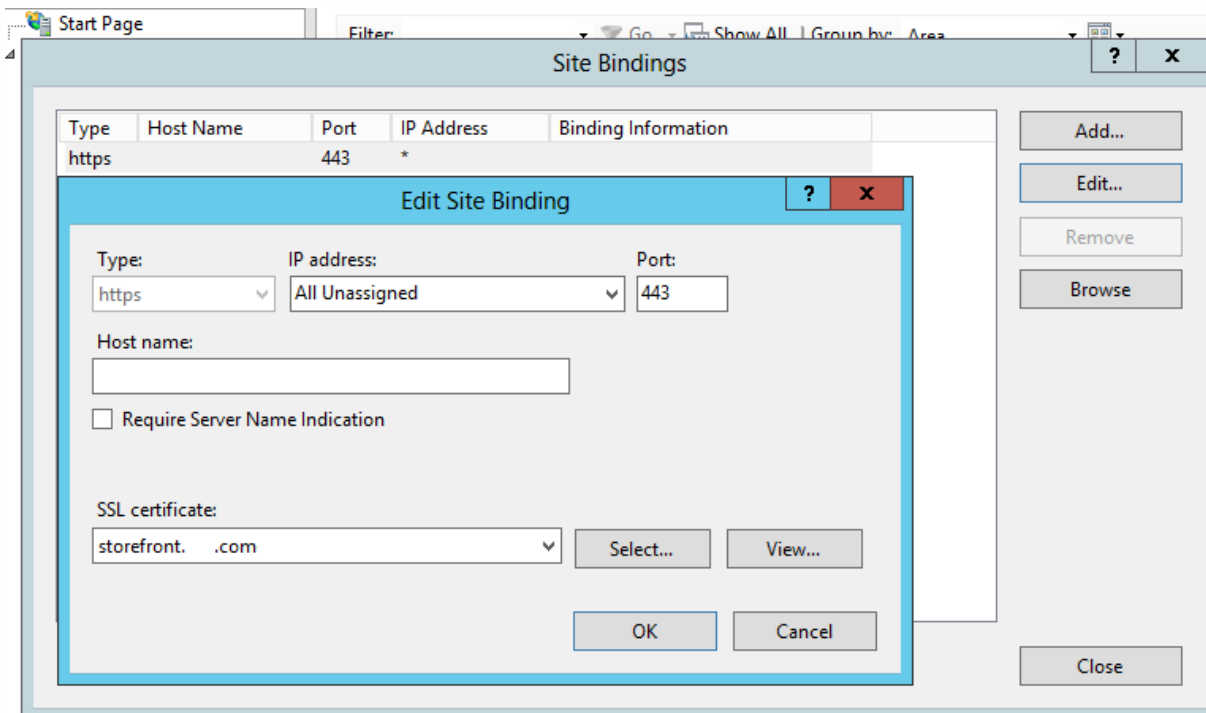 Start Page
Filter: Go Show All Group by: Area
Site Bindings
? x
Type Host Name Port IP Address Binding Information
https 443 *
Add...
Edit...
Remove
Browse
Edit Site Binding
? x
Type: IP address: Port:
https All Unassigned 443
Host name:
Require Server Name Indication
SSL certificate:
storefront. .com Select... View...
OK Cancel
Close